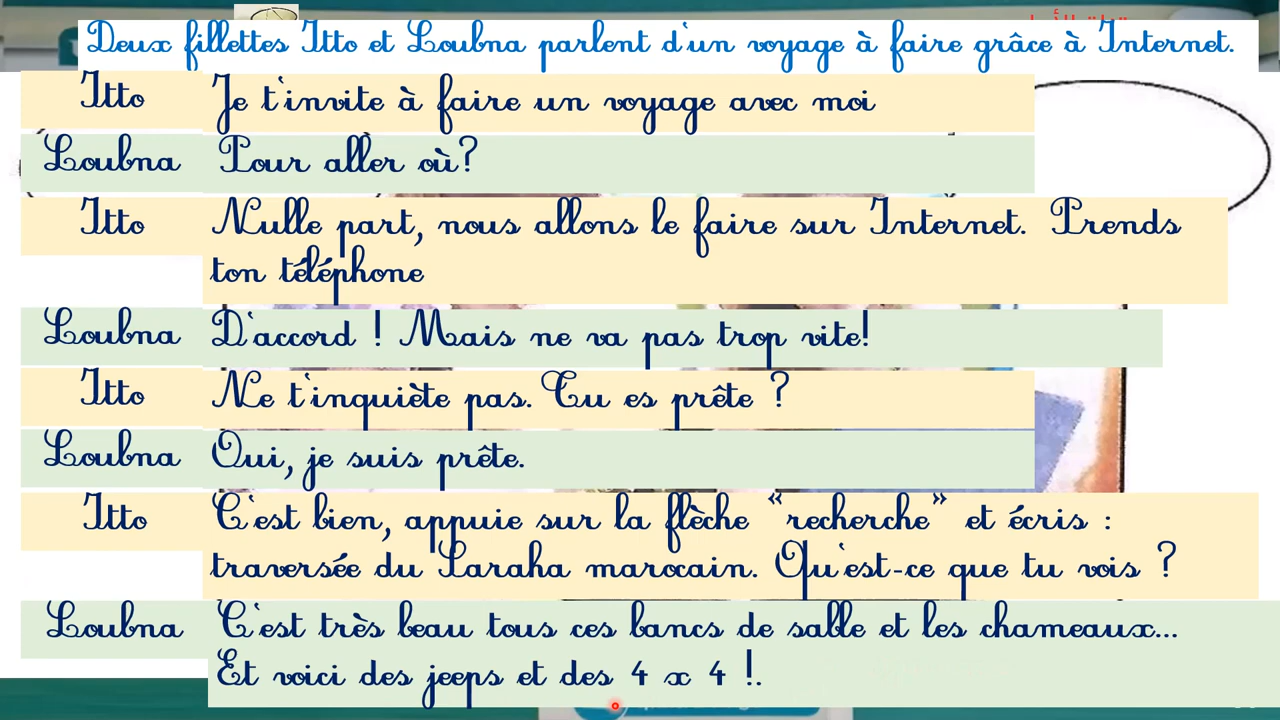 Deux fillettes Itto et Loubna parlent d'un voyage à faire grâce à Internet.
Itto Je t'invite à faire un voyage avec moi
Loubna Pour aller où?
Itto Nulle part, nous allons le faire sur Internet. Prends
ton téléphone
Loubna D'accord ! Mais ne va pas trop vite!
Itto Ne t'inquiète pas. Tu es prête ?
Loubna Oui, je suis prête.
Itto C'est bien, appuie sur la flèche “recherche” et écris :
traversée du Saraha marocain. Qu'est-ce que tu vois ?
Loubna C'est très beau tous ces bancs de sable et les chameaux...
Et voici des jeeps et des 4 x 4 !.